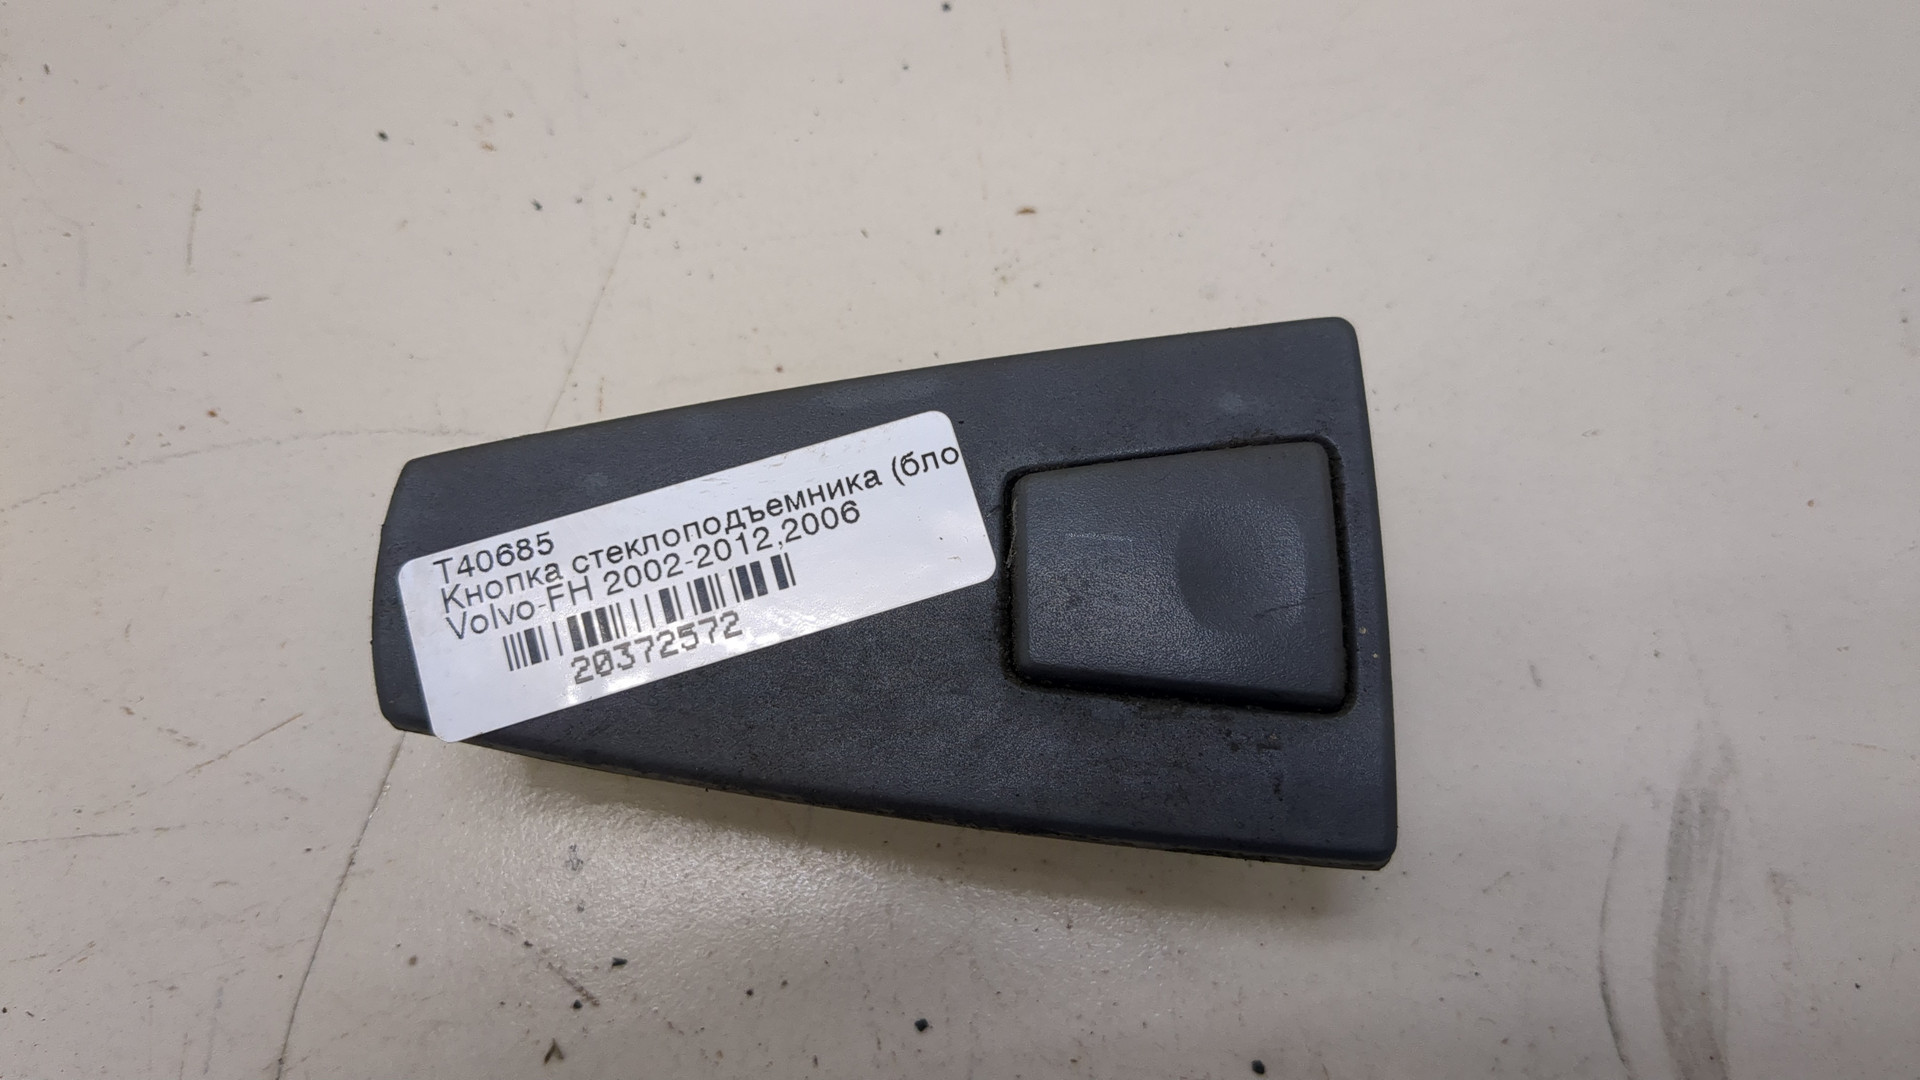 T40685
Кнопка стеклоподъемника (бло
Volvo-FH 2002-2012,2006
20372572